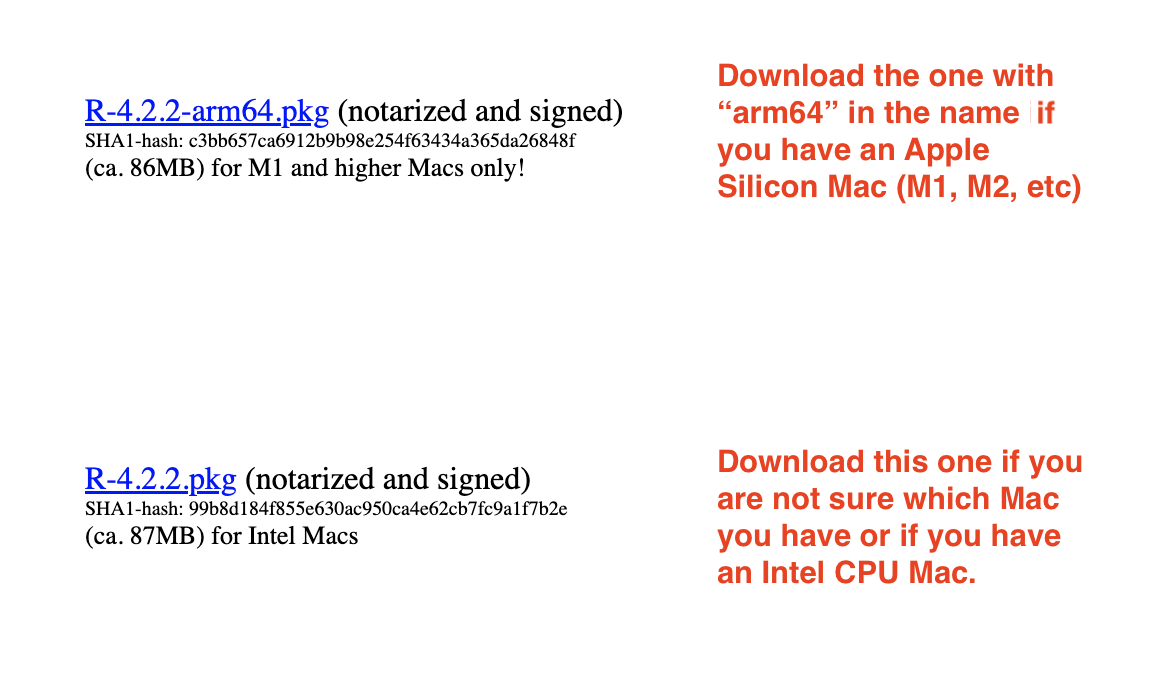 R-4.2.2-arm64.pkg (notarized and signed)
SHA1-hash: c3bb657ca6912b9b98e254f63434a365da26848f
(ca. 86MB) for M1 and higher Macs only!
Download the one with
“arm64” in the name if
you have an Apple
Silicon Mac (M1, M2, etc)
R-4.2.2.pkg (notarized and signed)
SHA1-hash: 99b8d184f855e630ac950ca4e62cb7fc9a1f7b2e
(ca. 87MB) for Intel Macs
Download this one if you
are not sure which Mac
you have or if you have
an Intel CPU Mac.